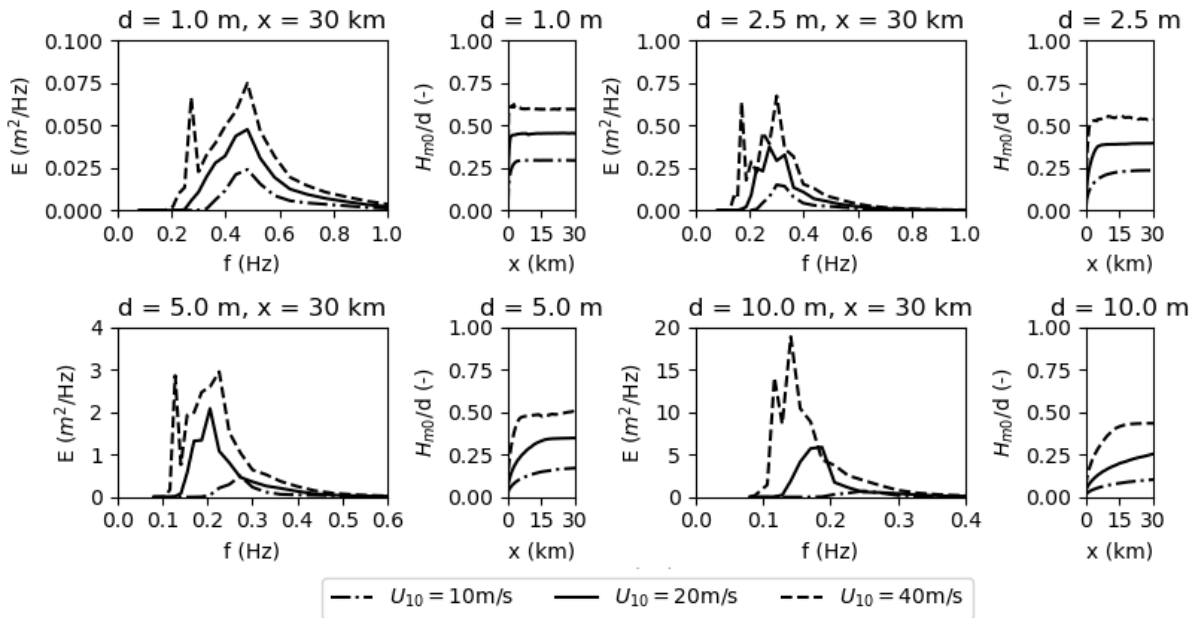 d = 1.0 m, x = 30 km
d = 1.0 m
d = 2.5 m, x = 30 km
d = 2.5 m
E (m²/Hz)
0.100
0.075
0.050
0.025
0.000
0.0 0.2 0.4 0.6 0.8 1.0
f (Hz)
H_{m0}/d (-)
1.00
0.75
0.50
0.25
0.00
0 15 30
x (km)
E (m²/Hz)
1.00
0.75
0.50
0.25
0.00
0.0 0.2 0.4 0.6 0.8 1.0
f (Hz)
H_{m0}/d (-)
1.00
0.75
0.50
0.25
0.00
0 15 30
x (km)
d = 5.0 m, x = 30 km
d = 5.0 m
d = 10.0 m, x = 30 km
d = 10.0 m
E (m²/Hz)
4
3
2
1
0
0.0 0.1 0.2 0.3 0.4 0.5 0.6
f (Hz)
H_{m0}/d (-)
1.00
0.75
0.50
0.25
0.00
0 15 30
x (km)
E (m²/Hz)
20
15
10
5
0
0.0 0.1 0.2 0.3 0.4
f (Hz)
H_{m0}/d (-)
1.00
0.75
0.50
0.25
0.00
0 15 30
x (km)
U₁₀ = 10m/s U₁₀ = 20m/s U₁₀ = 40m/s